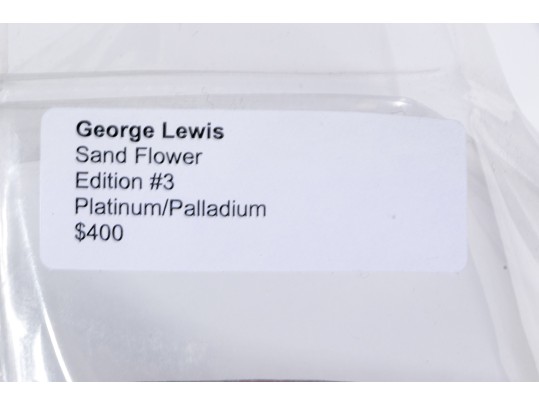 George Lewis
Sand Flower
Edition #3
Platinum/Palladium
$400